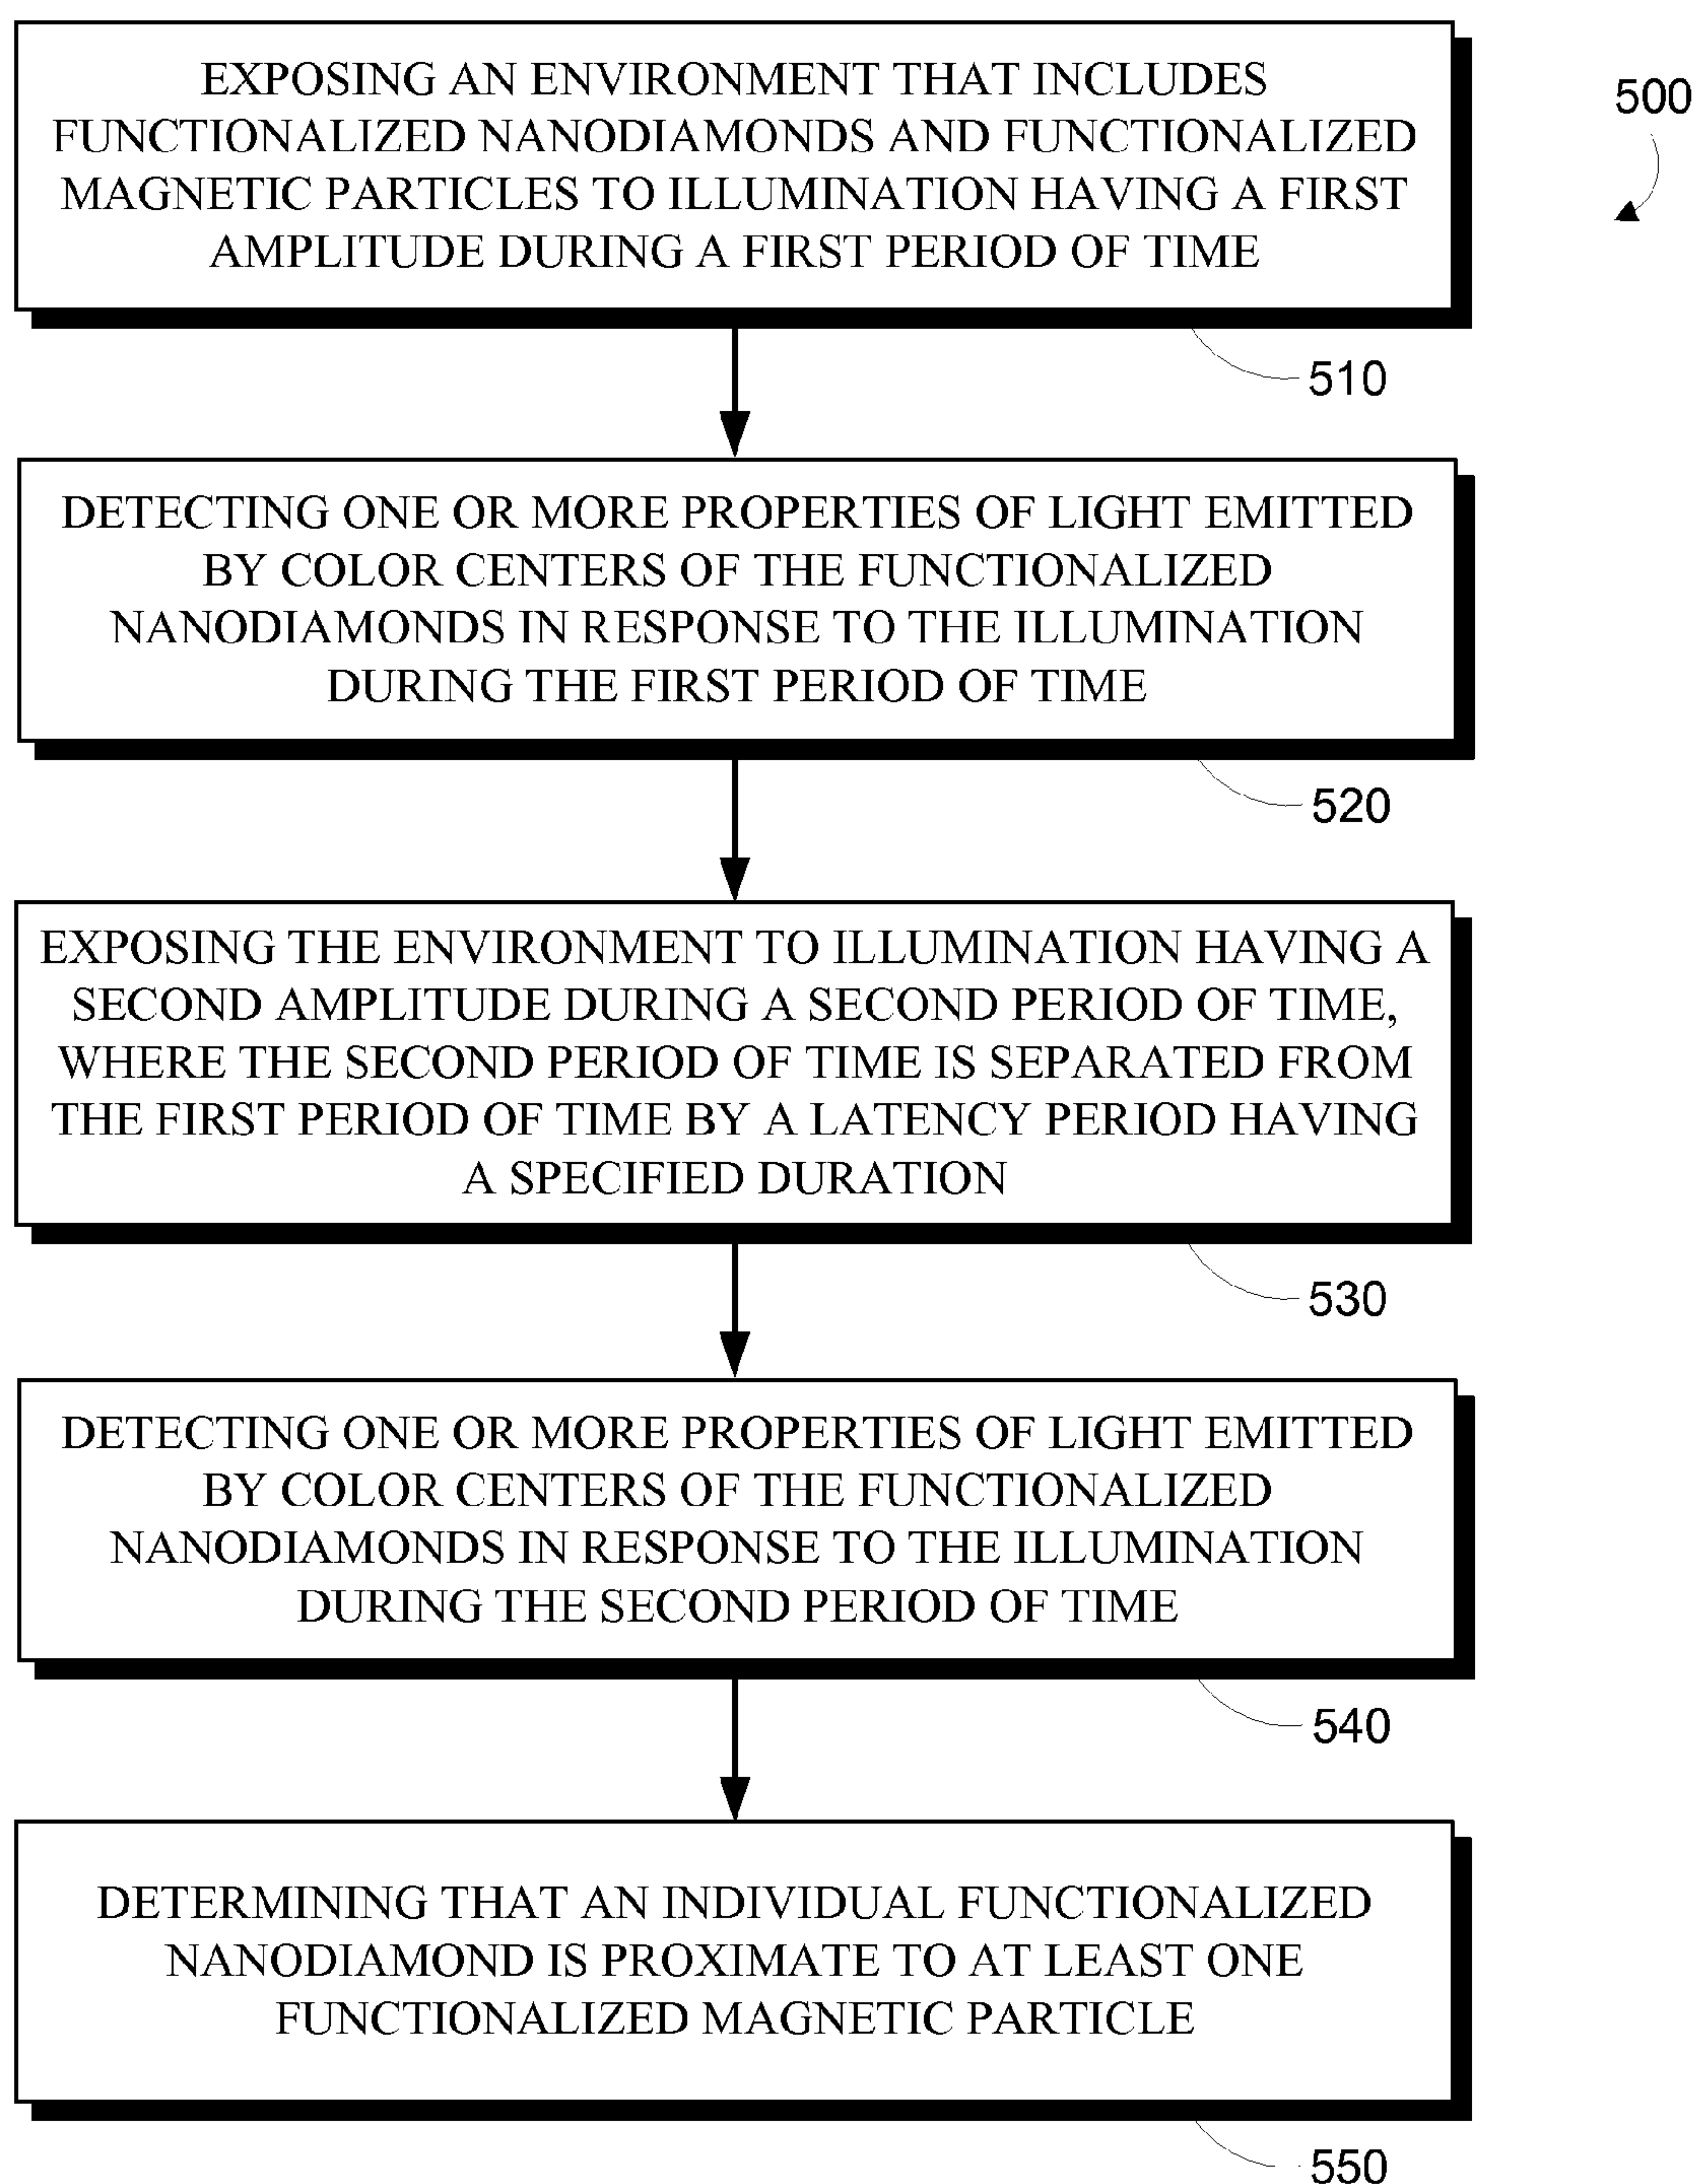 EXPOSING AN ENVIRONMENT THAT INCLUDES
FUNCTIONALIZED NANODIAMONDS AND FUNCTIONALIZED
MAGNETIC PARTICLES TO ILLUMINATION HAVING A FIRST
AMPLITUDE DURING A FIRST PERIOD OF TIME
500
510
DETECTING ONE OR MORE PROPERTIES OF LIGHT EMITTED
BY COLOR CENTERS OF THE FUNCTIONALIZED
NANODIAMONDS IN RESPONSE TO THE ILLUMINATION
DURING THE FIRST PERIOD OF TIME
520
EXPOSING THE ENVIRONMENT TO ILLUMINATION HAVING A
SECOND AMPLITUDE DURING A SECOND PERIOD OF TIME,
WHERE THE SECOND PERIOD OF TIME IS SEPARATED FROM
THE FIRST PERIOD OF TIME BY A LATENCY PERIOD HAVING
A SPECIFIED DURATION
530
DETECTING ONE OR MORE PROPERTIES OF LIGHT EMITTED
BY COLOR CENTERS OF THE FUNCTIONALIZED
NANODIAMONDS IN RESPONSE TO THE ILLUMINATION
DURING THE SECOND PERIOD OF TIME
540
DETERMINING THAT AN INDIVIDUAL FUNCTIONALIZED
NANODIAMOND IS PROXIMATE TO AT LEAST ONE
FUNCTIONALIZED MAGNETIC PARTICLE
550